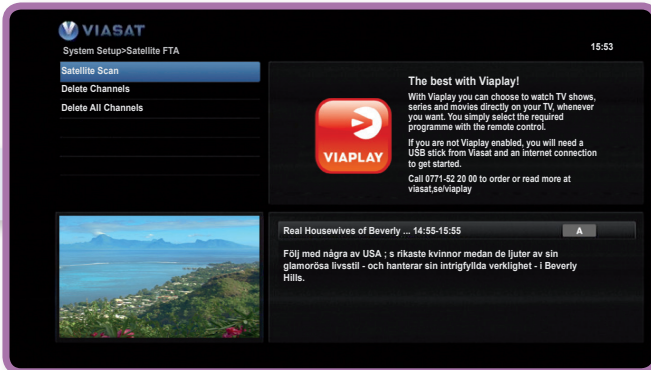 VIASAT
System Setup>Satellite FTA
15:53
Satellite Scan
Delete Channels
Delete All Channels
VIAPLAY
The best with Viaplay!
With Viaplay you can choose to watch TV shows,
series and movies directly on your TV, whenever
you want. You simply select the required
programme with the remote control.
If you are not Viaplay enabled, you will need a
USB stick from Viasat and an internet connection
to get started.
Call 0771-52 20 00 to order or read more at
viasat,se/viaplay
Real Housewives of Beverly ... 14:55-15:55
A
Följ med några av USA ; s rikaste kvinnor medan de ljuter av sin
glamorösa livsstil - och hanterar sin intrigfyllda verklighet - i Beverly
Hills.